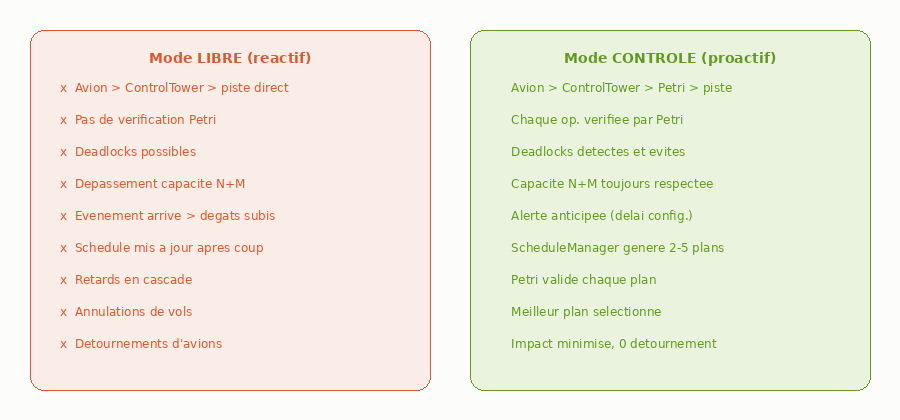 Mode LIBRE (reactif)
x Avion > ControlTower > piste direct
x Pas de verification Petri
x Deadlocks possibles
x Depassement capacite N+M
x Evenement arrive > degats subis
x Schedule mis a jour apres coup
x Retards en cascade
x Annulations de vols
x Detournements d'avions
Mode CONTROLE (proactif)
Avion > ControlTower > Petri > piste
Chaque op. verifiee par Petri
Deadlocks detectes et evites
Capacite N+M toujours respectee
Alerte anticipee (delai config.)
ScheduleManager genere 2-5 plans
Petri valide chaque plan
Meilleur plan selectionne
Impact minimise, 0 detournement